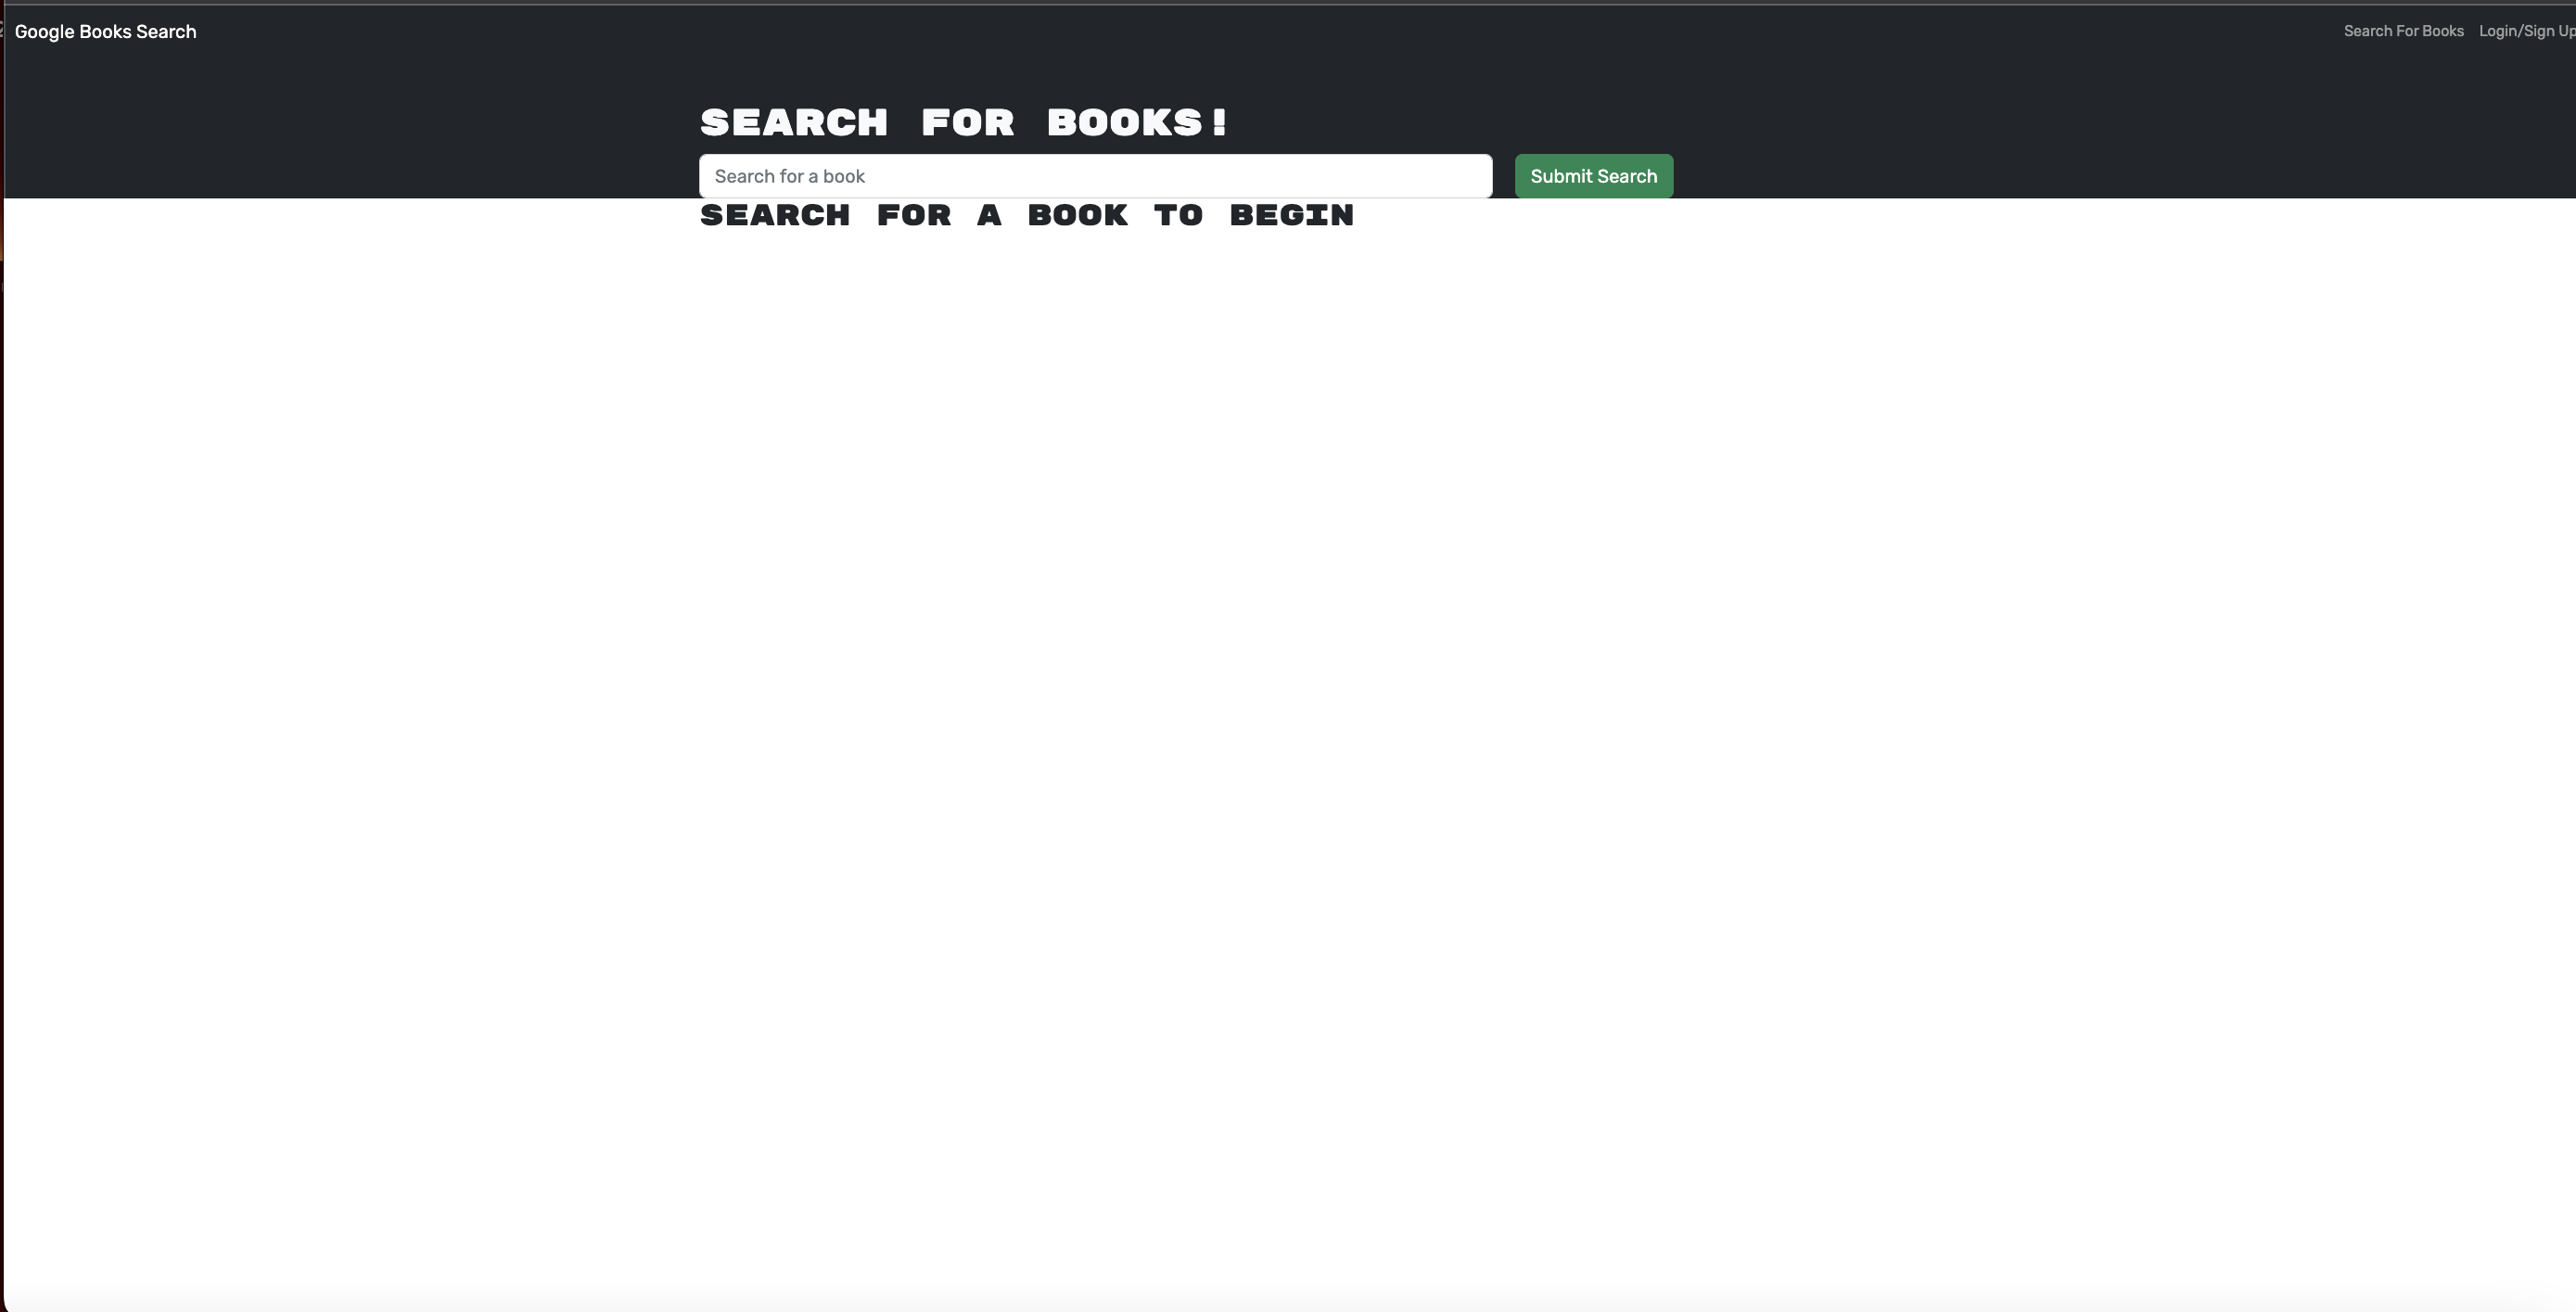 Google Books Search
Search For Books Login/Sign Up
SEARCH FOR BOOKS!
Search for a book
Submit Search
SEARCH FOR A BOOK TO BEGIN